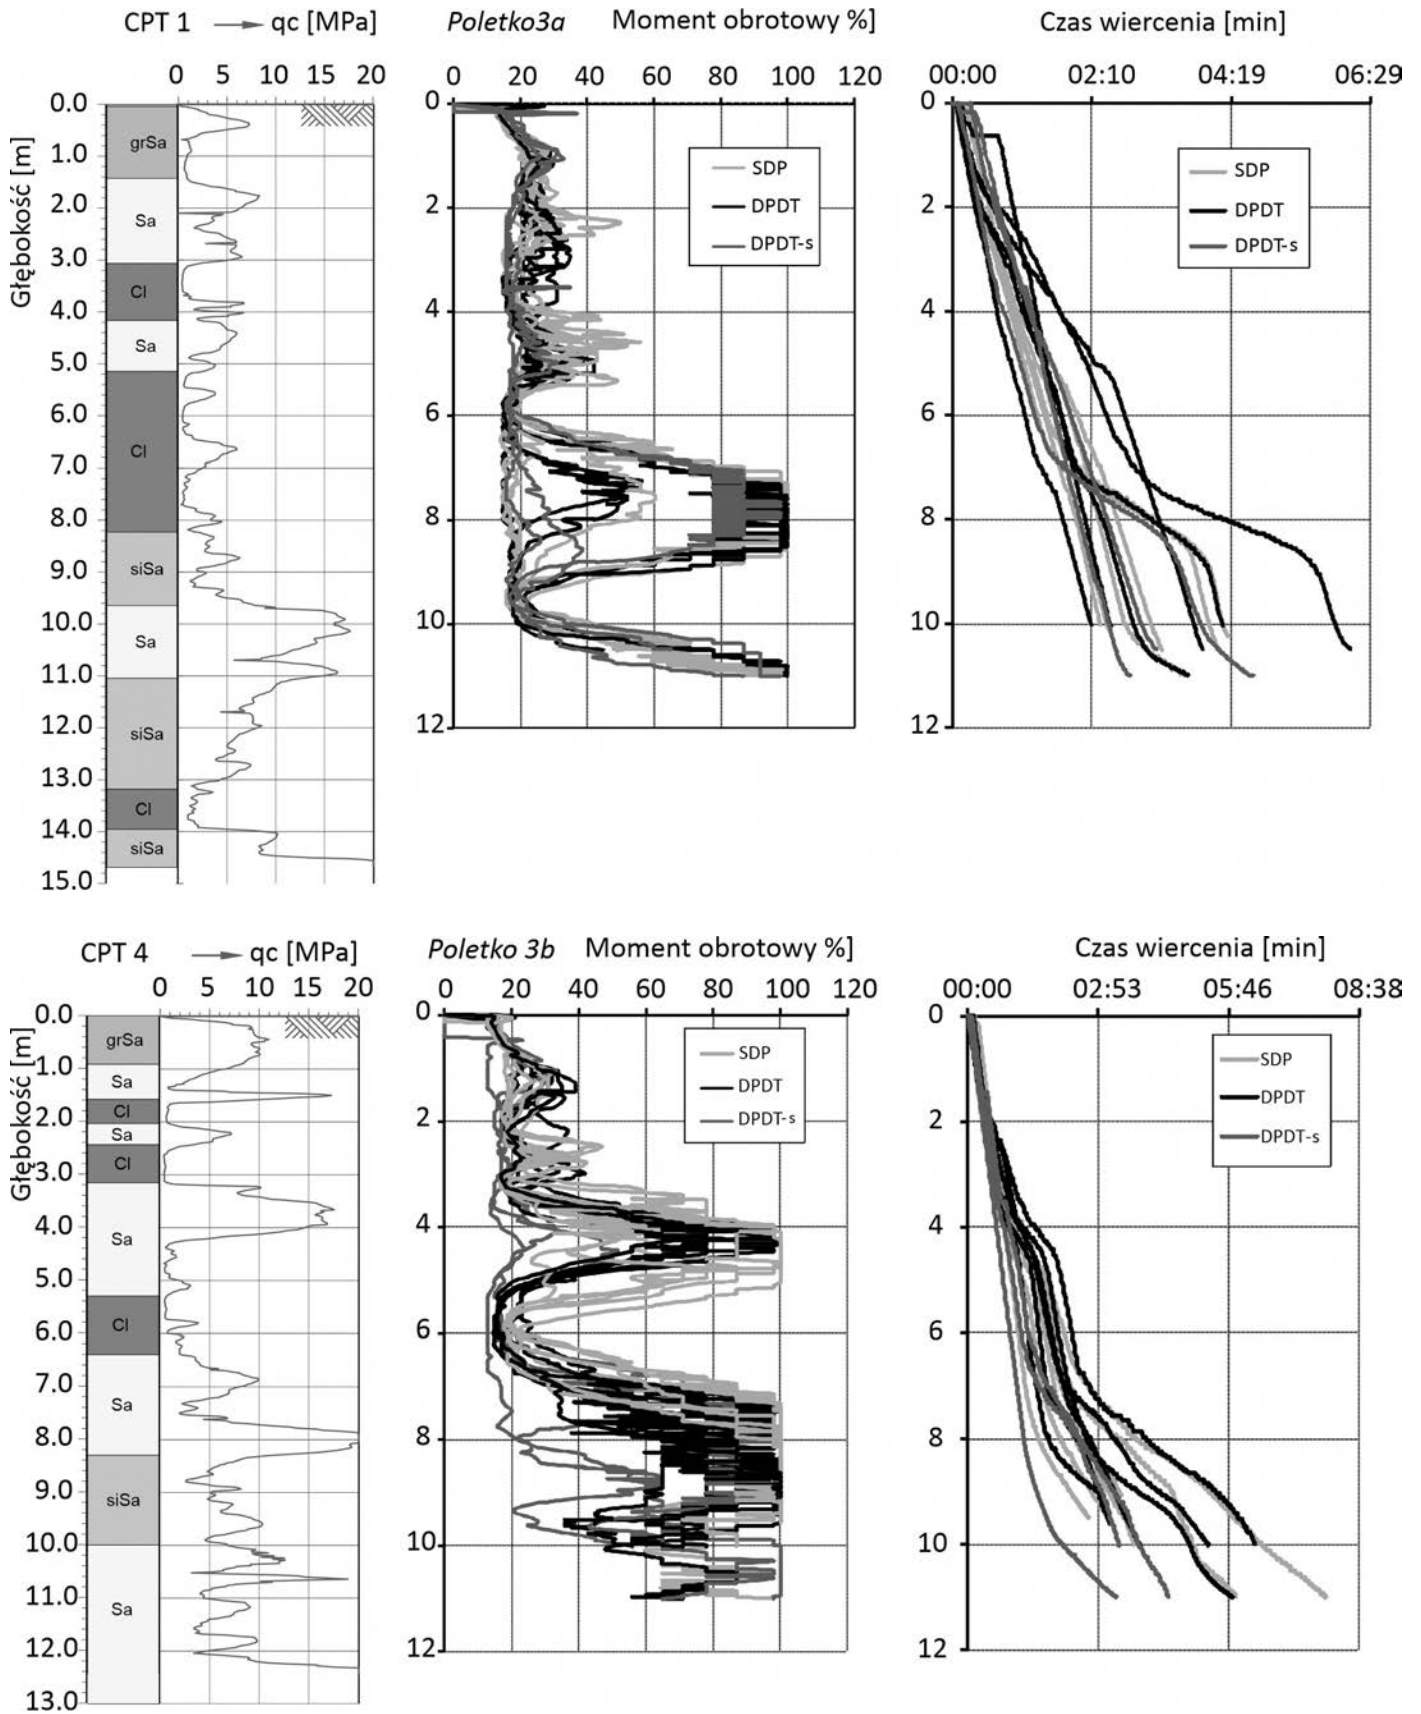 CPT 1 → qc [MPa]
0 5 10 15 20
Głębokość [m]
0.0
1.0
2.0
3.0
4.0
5.0
6.0
7.0
8.0
9.0
10.0
11.0
12.0
13.0
14.0
15.0
grSa
Sa
Cl
Sa
Cl
siSa
Sa
siSa
Cl
siSa
Poletko3a Moment obrotowy %]
0 20 40 60 80 100 120
0
2
4
6
8
10
12
SDP
DPDT
DPDT-s
Czas wiercenia [min]
00:00 02:10 04:19 06:29
0
2
4
6
8
10
12
SDP
DPDT
DPDT-s
CPT 4 → qc [MPa]
0 5 10 15 20
Głębokość [m]
0.0
1.0
2.0
3.0
4.0
5.0
6.0
7.0
8.0
9.0
10.0
11.0
12.0
13.0
grSa
Sa
Cl
Sa
Cl
Sa
Cl
Sa
siSa
Sa
Poletko 3b Moment obrotowy %]
0 20 40 60 80 100 120
0
2
4
6
8
10
12
SDP
DPDT
DPDT-s
Czas wiercenia [min]
00:00 02:53 05:46 08:38
0
2
4
6
8
10
12
SDP
DPDT
DPDT-s